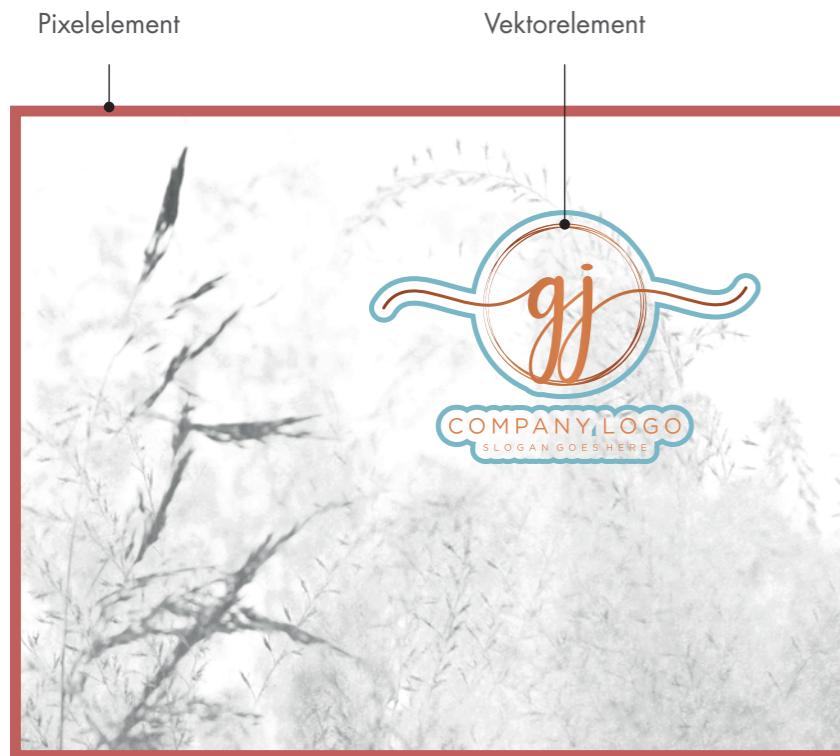 Pixelelement
Vektorelement
gj
COMPANY LOGO
SLOGAN GOES HERE